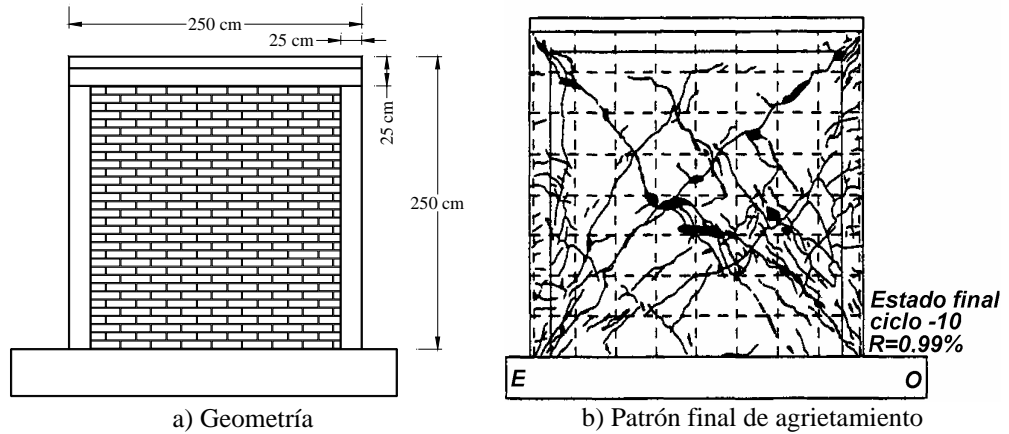 250 cm
25 cm
25 cm
250 cm
a) Geometría
Estado final
ciclo -10
R=0.99%
E
O
b) Patrón final de agrietamiento